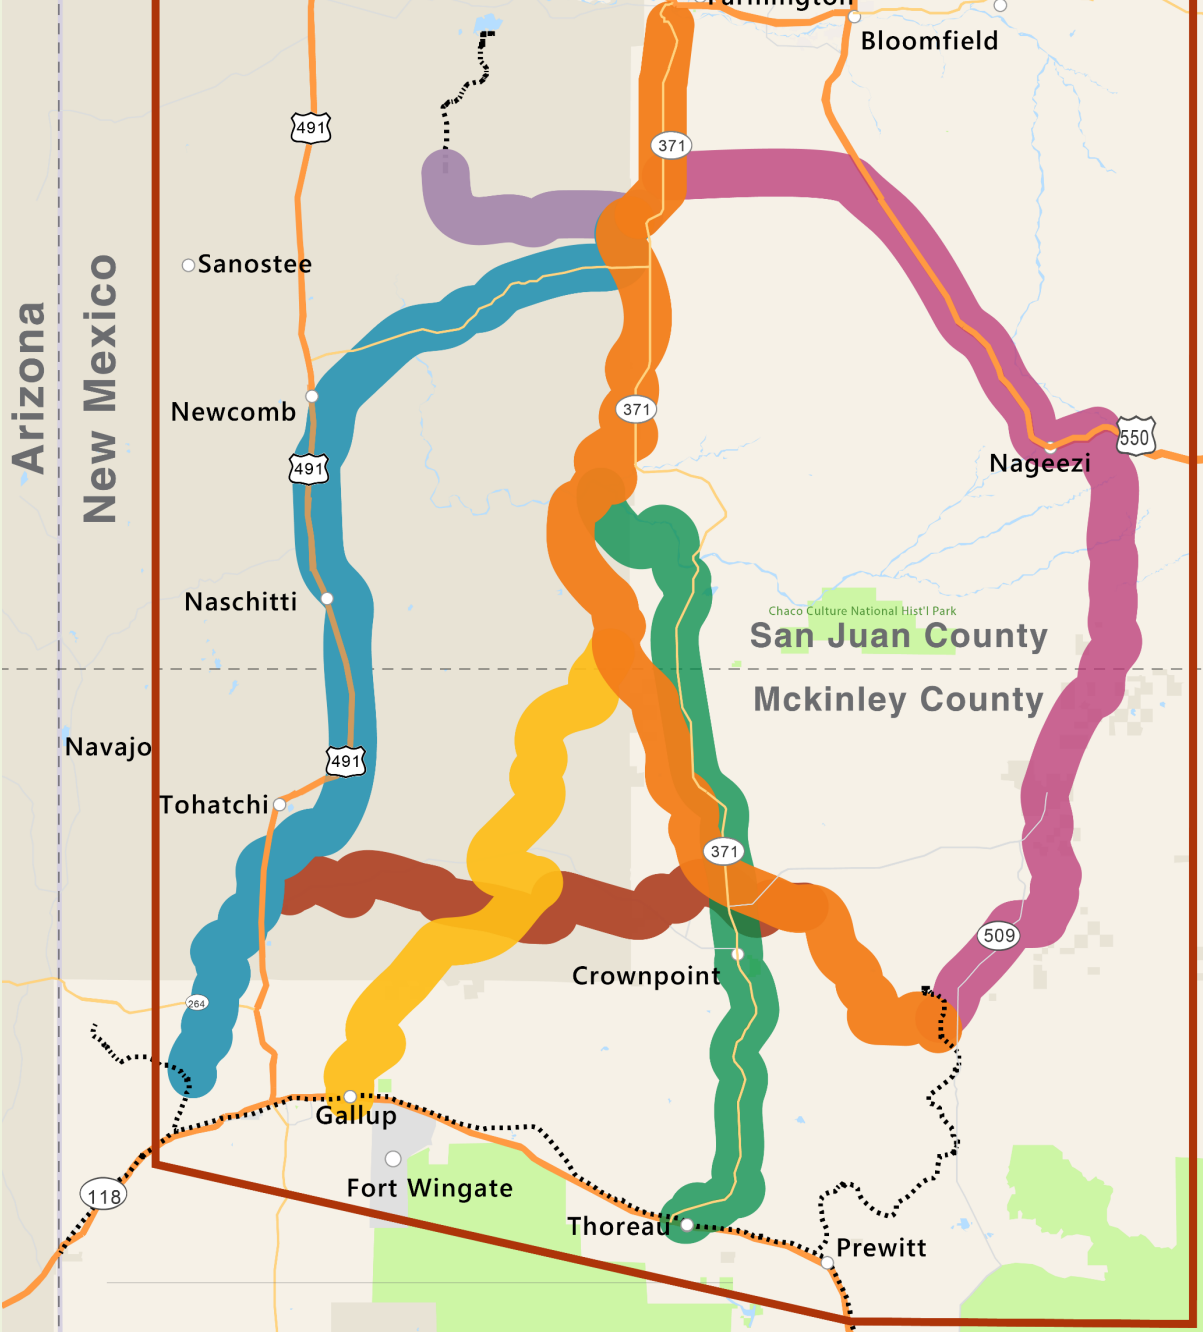 Farmington
Bloomfield
491
371
Sanostee
Arizona
New Mexico
Newcomb
371
550
Nageezi
491
Naschitti
Chaco Culture National Hist'l Park
San Juan County
Mckinley County
Navajo
491
Tohatchi
371
509
Crownpoint
264
Gallup
118
Fort Wingate
Thoreau
Prewitt